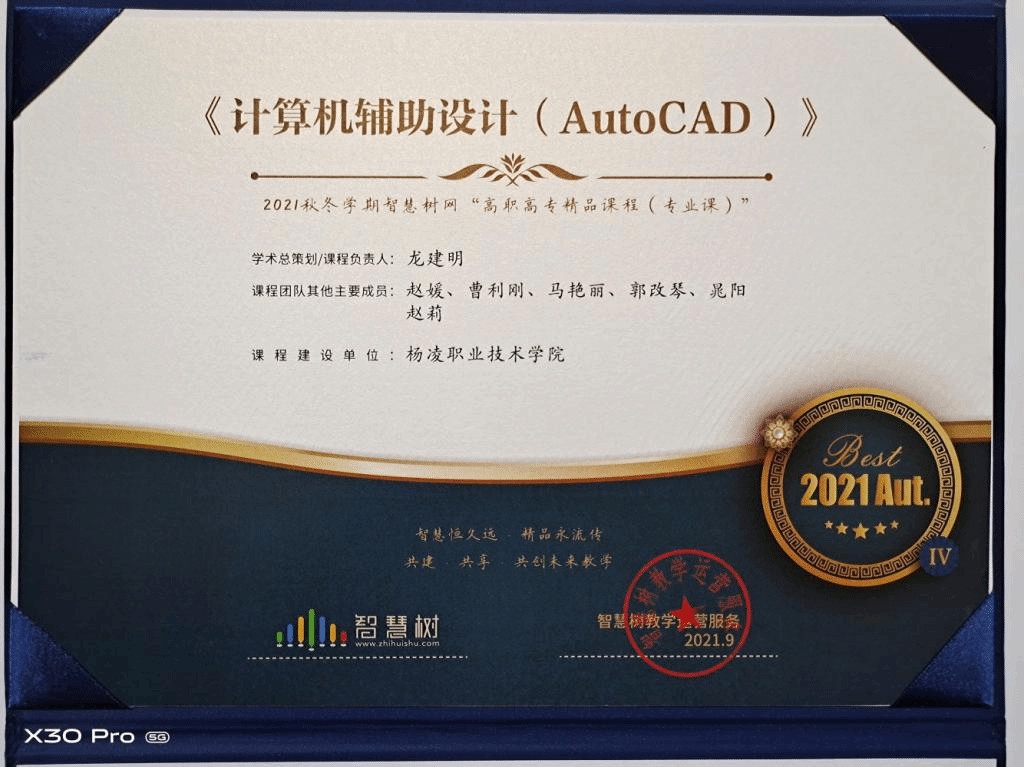 《计算机辅助设计（AutoCAD）》
2021秋冬学期智慧树网“高职高专精品课程（专业课）”
学术总策划/课程负责人： 龙建明
课程团队其他主要成员： 赵媛、曹利刚、马艳丽、郭改琴、晁阳
赵莉
课程建设单位： 杨凌职业技术学院
Best
2021 Aut.
IV
智慧恒久远 · 精品永流传
共建 · 共享 · 共创未来教学
智慧树
www.zhihuishu.com
智慧树教学运营服务
2021.9
X30 Pro 5G